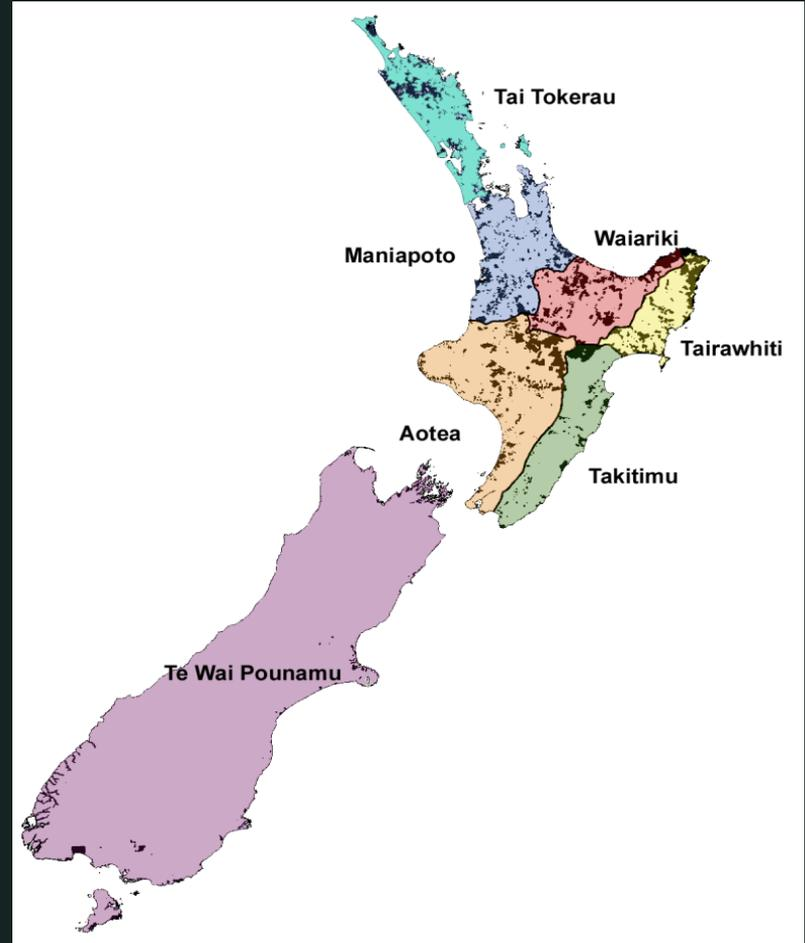 Tai Tokerau
Waiariki
Maniapoto
Tairawhiti
Aotea
Takitimu
Te Wai Pounamu